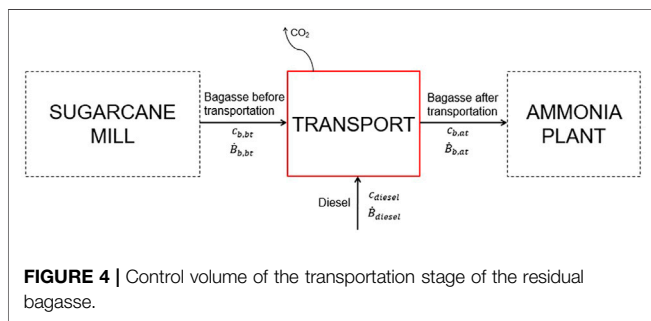 CO₂
SUGARCANE
MILL
Bagasse before
transportation
c_{b,bt}
Ḃ_{b,bt}
TRANSPORT
Bagasse after
transportation
c_{b,at}
Ḃ_{b,at}
AMMONIA
PLANT
Diesel
c_{diesel}
Ḃ_{diesel}
FIGURE 4 | Control volume of the transportation stage of the residual
bagasse.